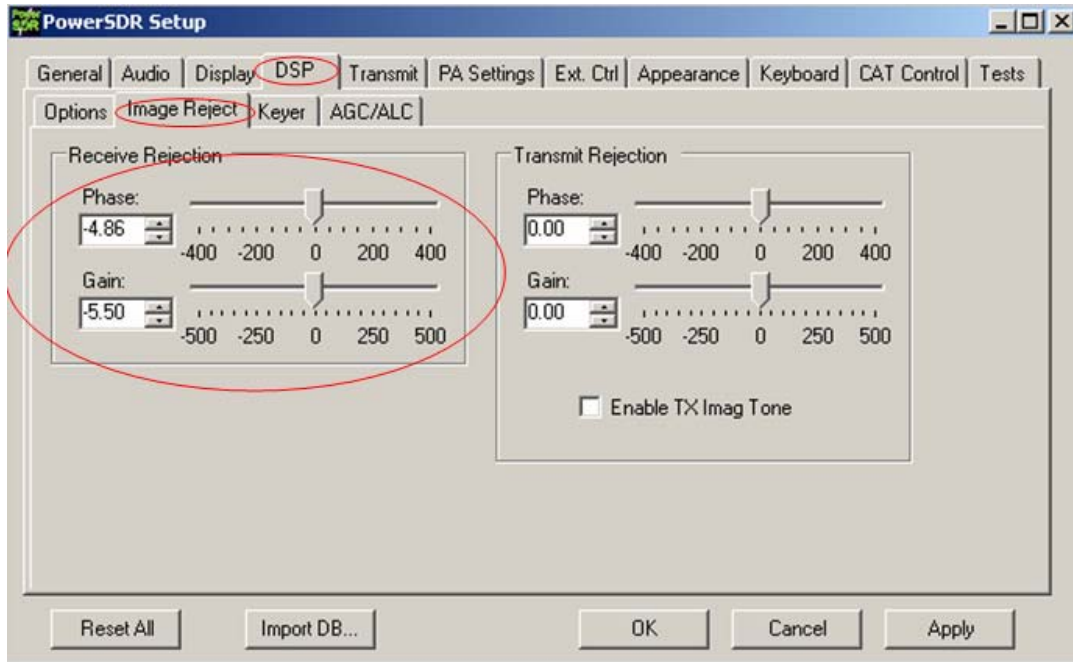 PowerSDR Setup
General Audio Display DSP Transmit PA Settings Ext. Ctrl Appearance Keyboard CAT Control Tests
Options Image Reject Keyer AGC/ALC
Receive Rejection
Phase:
-4.86
-400 -200 0 200 400
Gain:
-5.50
-500 -250 0 250 500
Transmit Rejection
Phase:
0.00
-400 -200 0 200 400
Gain:
0.00
-500 -250 0 250 500
Enable TX Imag Tone
Reset All Import DB... OK Cancel Apply